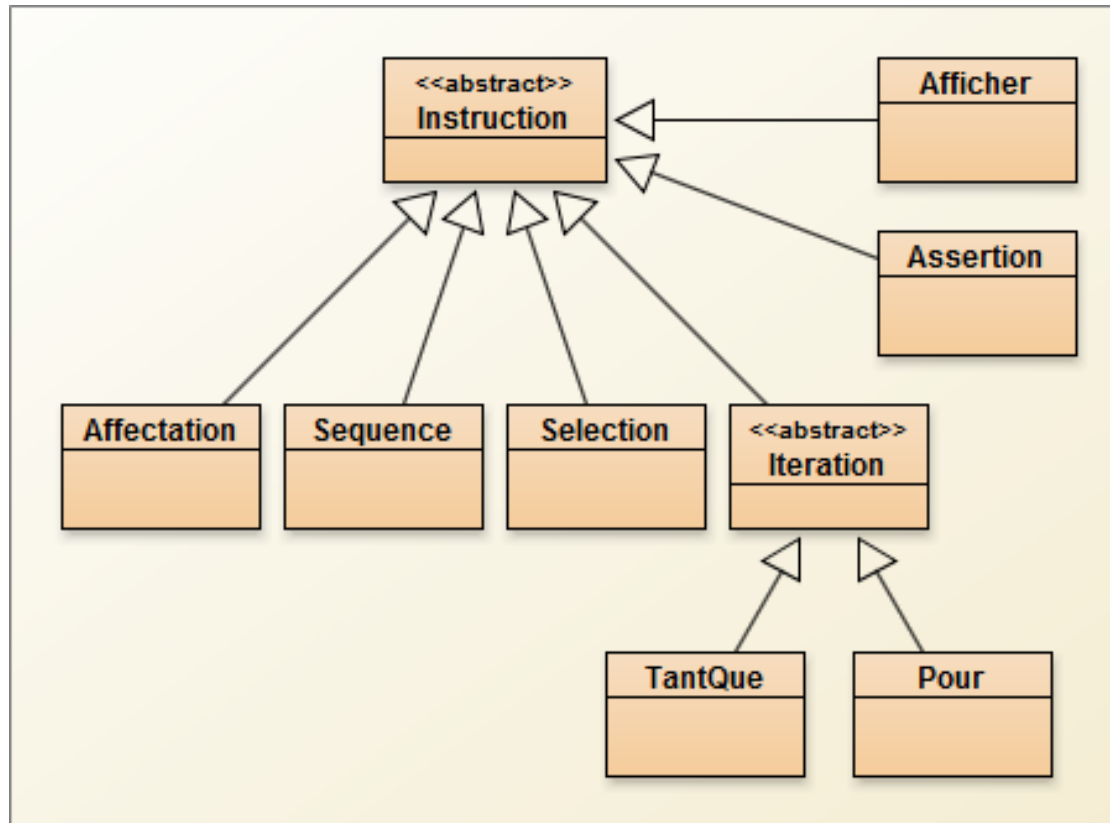 <<abstract>>
Instruction
Afficher
Assertion
Affectation
Sequence
Selection
<<abstract>>
Iteration
TantQue
Pour